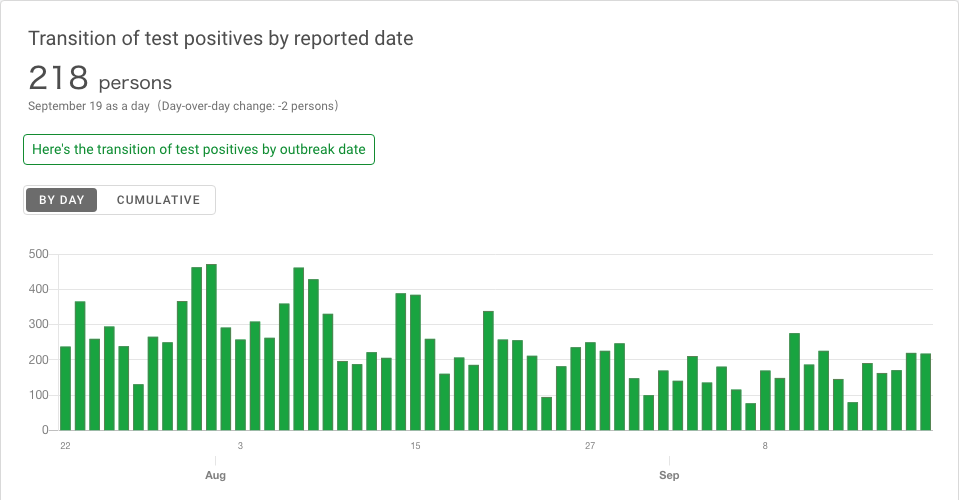 Transition of test positives by reported date
218 persons
September 19 as a day（Day-over-day change: -2 persons）
Here's the transition of test positives by outbreak date
BY DAY CUMULATIVE
500
400
300
200
100
0
22 3 15 27 8
Aug Sep